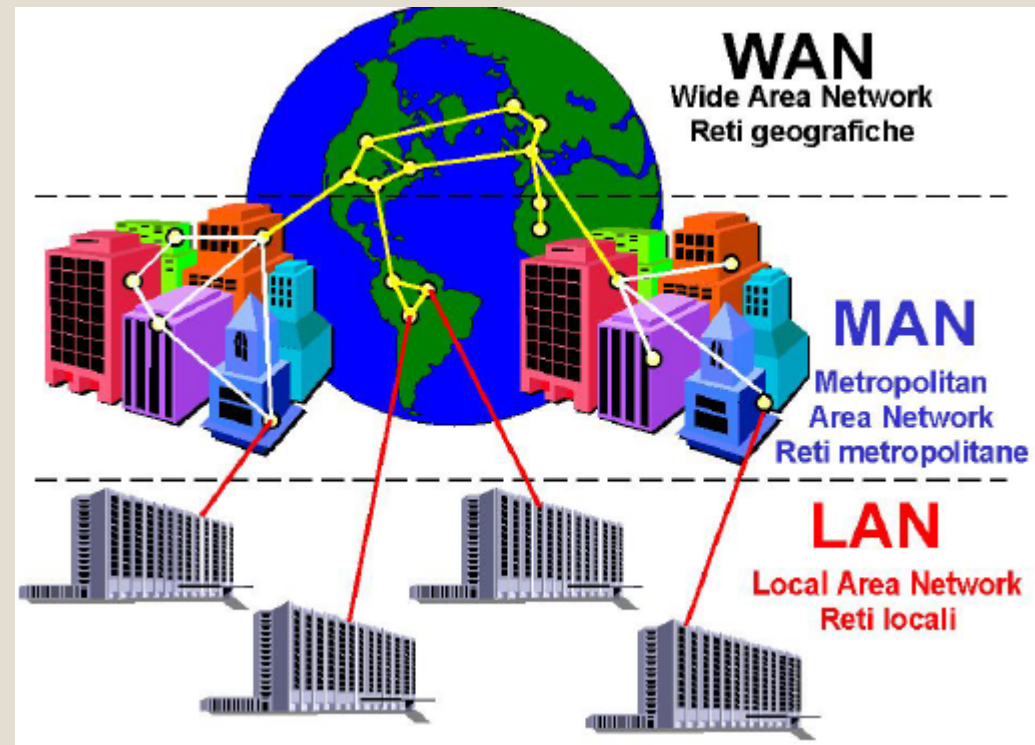 WAN
Wide Area Network
Reti geografiche
MAN
Metropolitan
Area Network
Reti metropolitane
LAN
Local Area Network
Reti locali